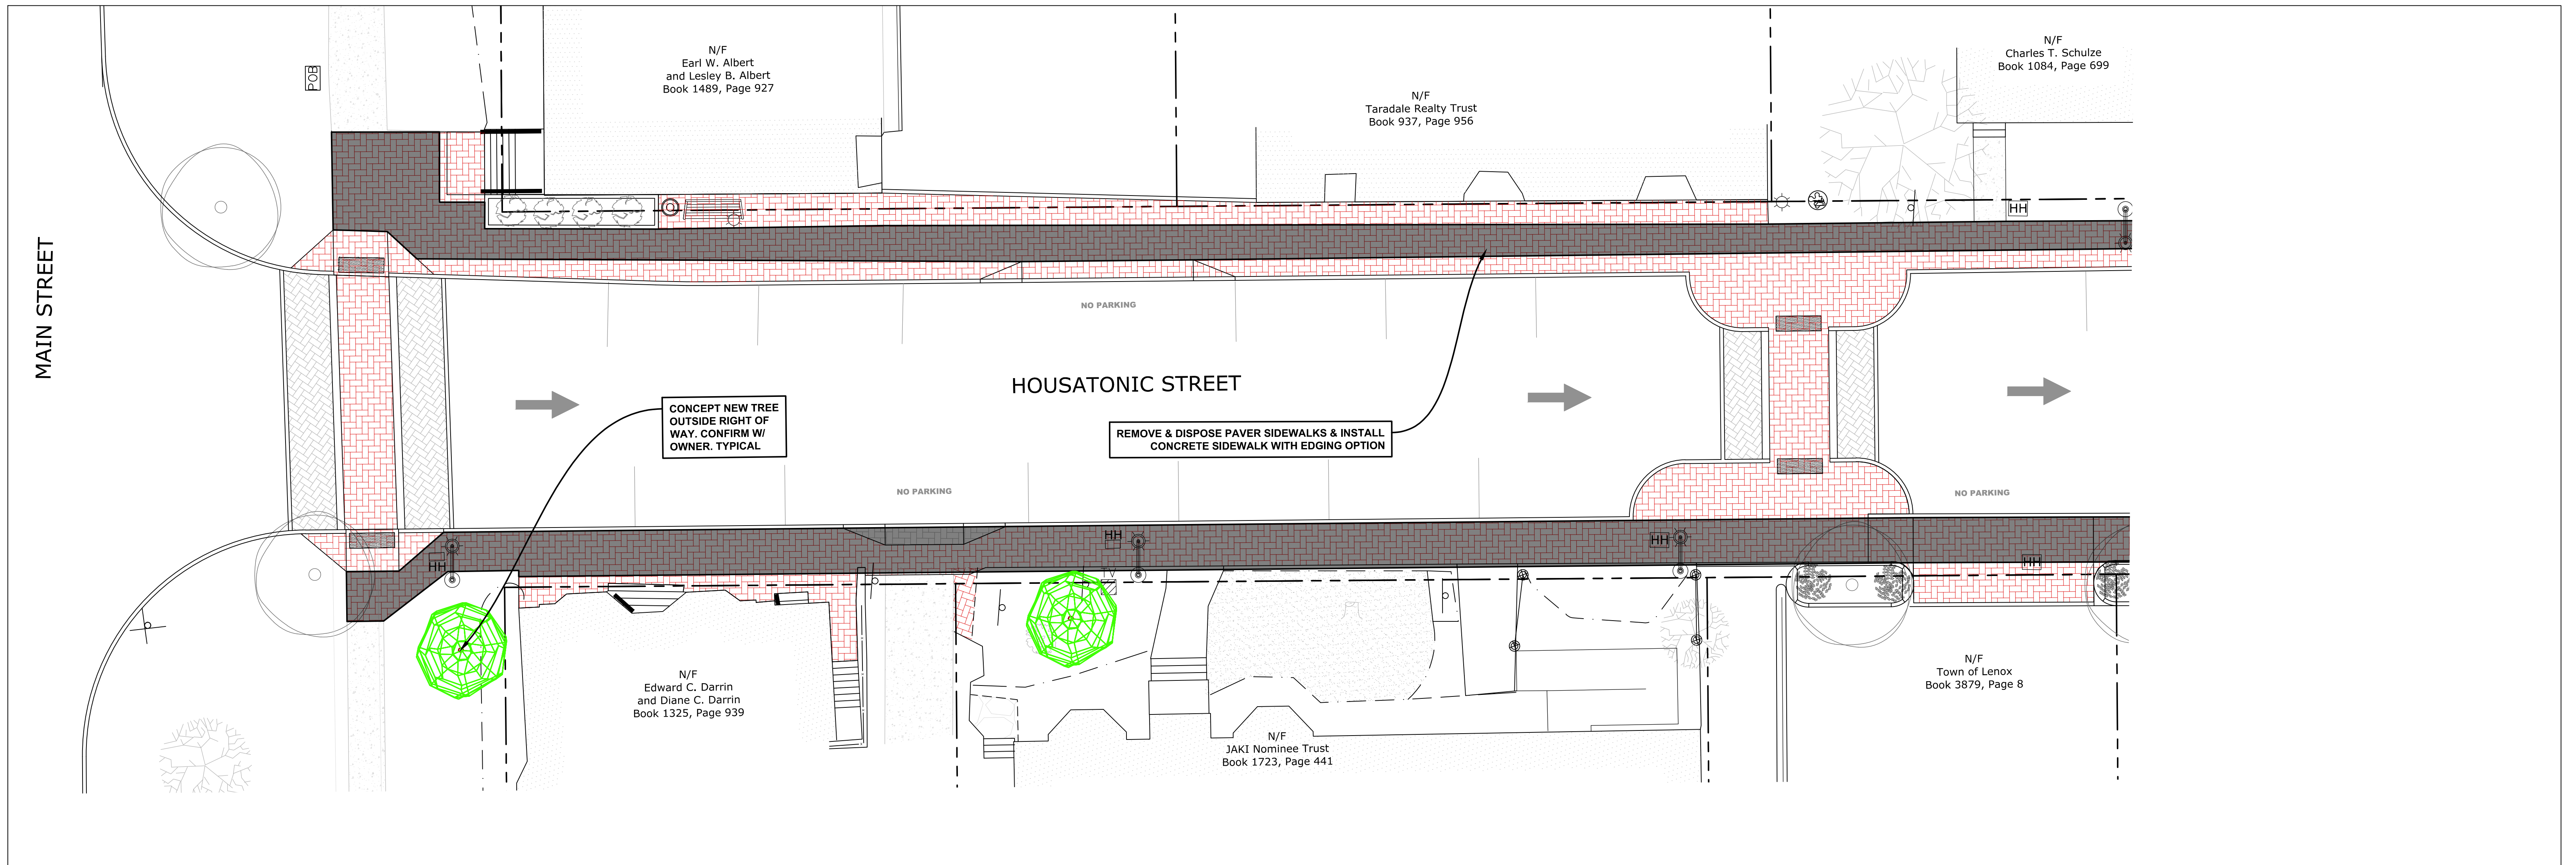 N/F
Earl W. Albert
and Lesley B. Albert
Book 1489, Page 927
N/F
Taradale Realty Trust
Book 937, Page 956
N/F
Charles T. Schulze
Book 1084, Page 699
POB
HH
MAIN STREET
NO PARKING
HOUSATONIC STREET
CONCEPT NEW TREE
OUTSIDE RIGHT OF
WAY. CONFIRM W/
OWNER. TYPICAL
REMOVE & DISPOSE PAVER SIDEWALKS & INSTALL
CONCRETE SIDEWALK WITH EDGING OPTION
NO PARKING
NO PARKING
HH
HH
HH
HH
TV
N/F
Edward C. Darrin
and Diane C. Darrin
Book 1325, Page 939
N/F
JAKI Nominee Trust
Book 1723, Page 441
N/F
Town of Lenox
Book 3879, Page 8